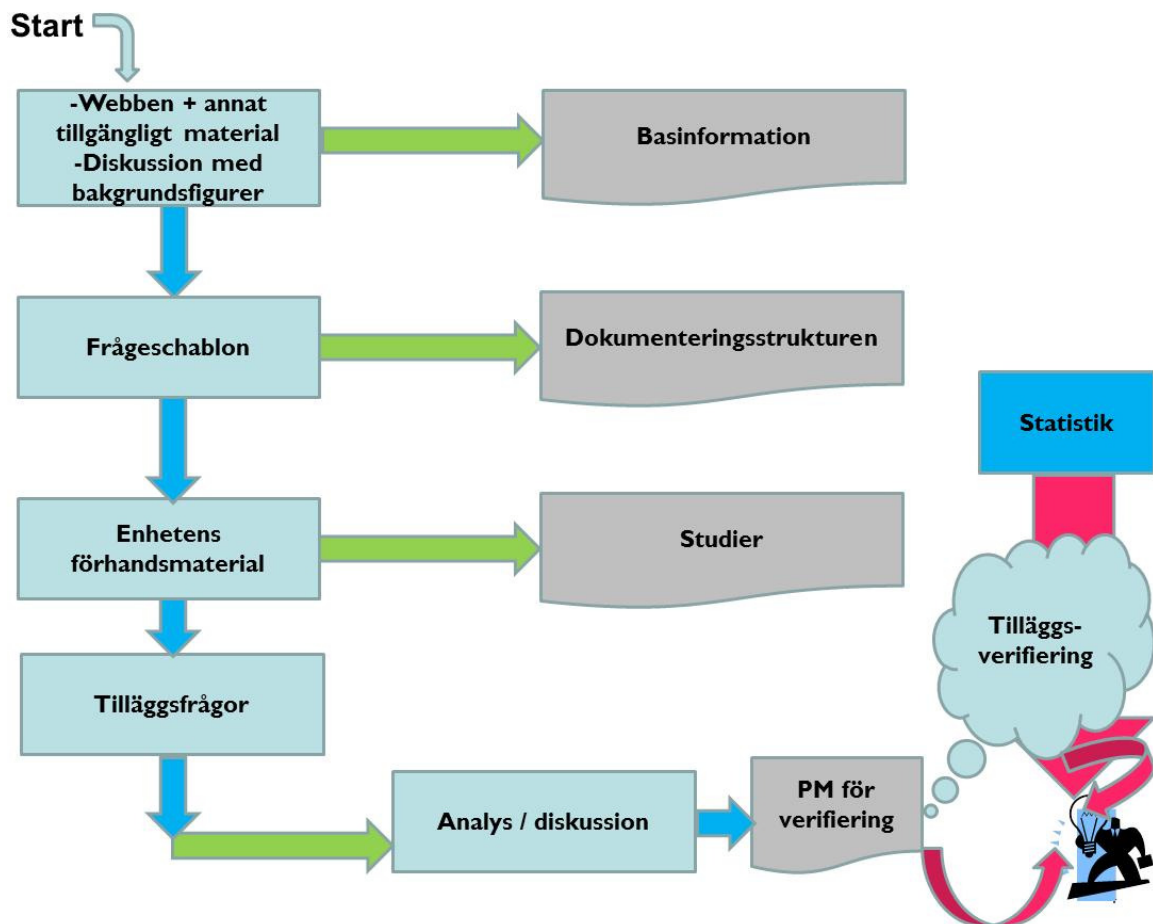 Start
-Webben + annat
tillgängligt material
-Diskussion med
bakgrundsfigurer
Basinformation
Frågeschablon
Dokumenteringsstrukturen
Statistik
Enhetens
förhandsmaterial
Studier
Tilläggs-
verifiering
Tilläggsfrågor
Analys / diskussion
PM för
verifiering